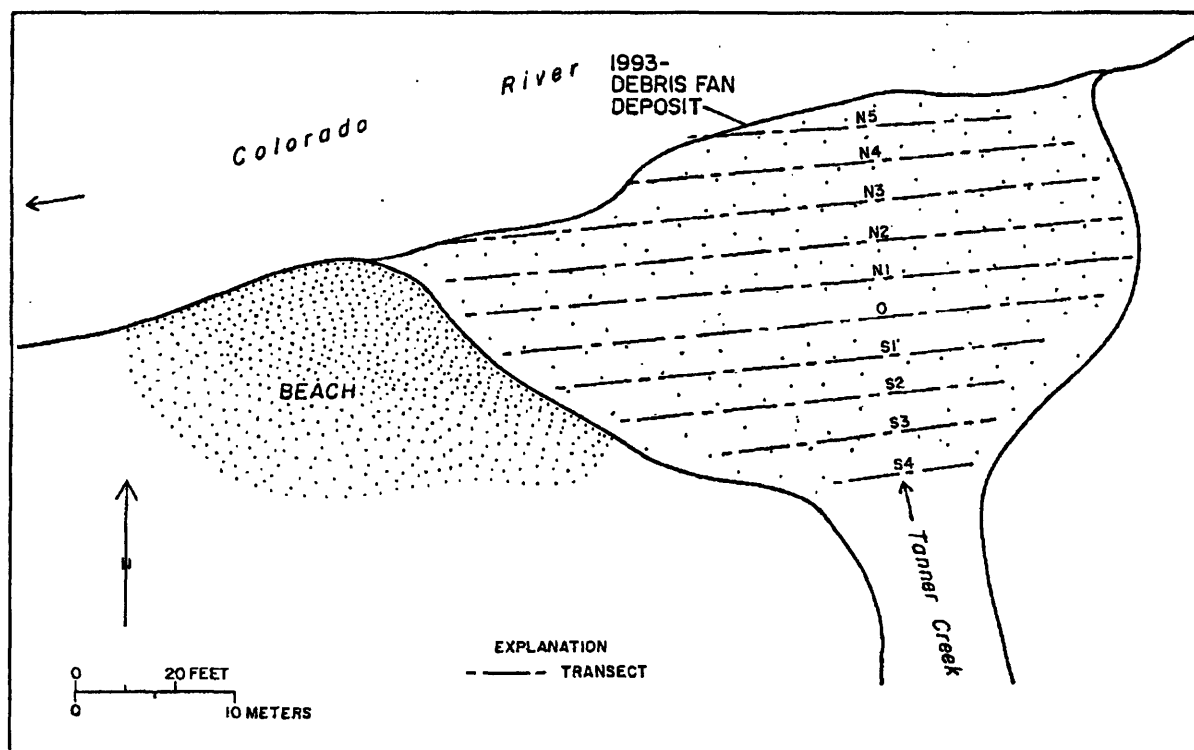 Colorado River
1993-
DEBRIS FAN
DEPOSIT
N5
N4
N3
N2
N1
O
S1
S2
S3
S4
BEACH
Tanner Creek
EXPLANATION
TRANSECT
0 20 FEET
0 10 METERS